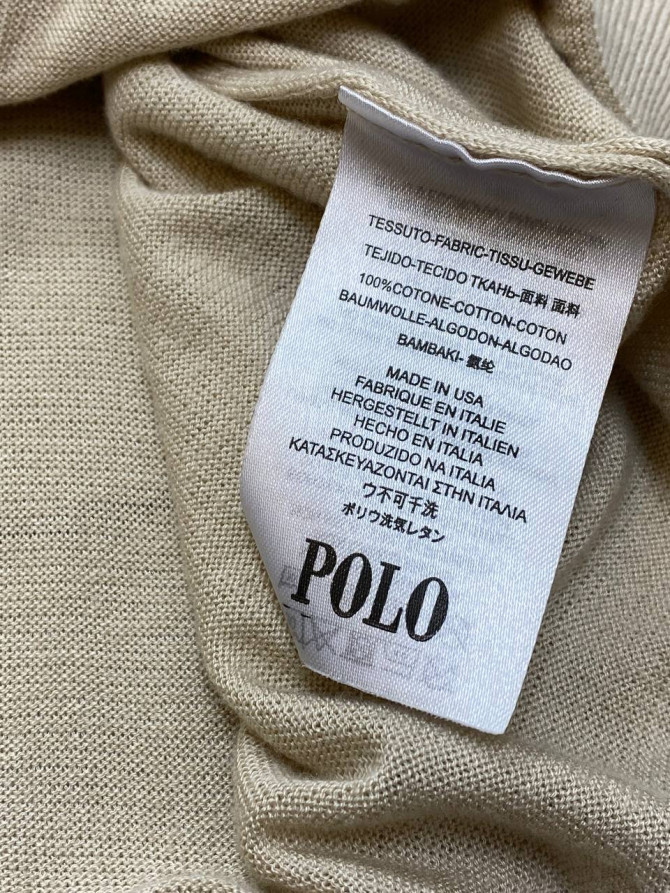 TESSUTO-FABRIC-TISSU-GEWEBE
TEJIDO-TECIDO ТКАНЬ-面料 面料
100%COTONE-COTTON-COTON
BAUMWOLLE-ALGODON-ALGODAO
BAMBAKI-氨纶
MADE IN USA
FABRIQUE EN ITALIE
HERGESTELLT IN ITALIEN
HECHO EN ITALIA
PRODUZIDO NA ITALIA
ΚΑΤΑΣΚΕΥΑΖΟΝΤΑΙ ΣΤΗΝ ΙΤΑΛΙΑ
ウ不可千洗
ポリウ洗気レタン
POLO